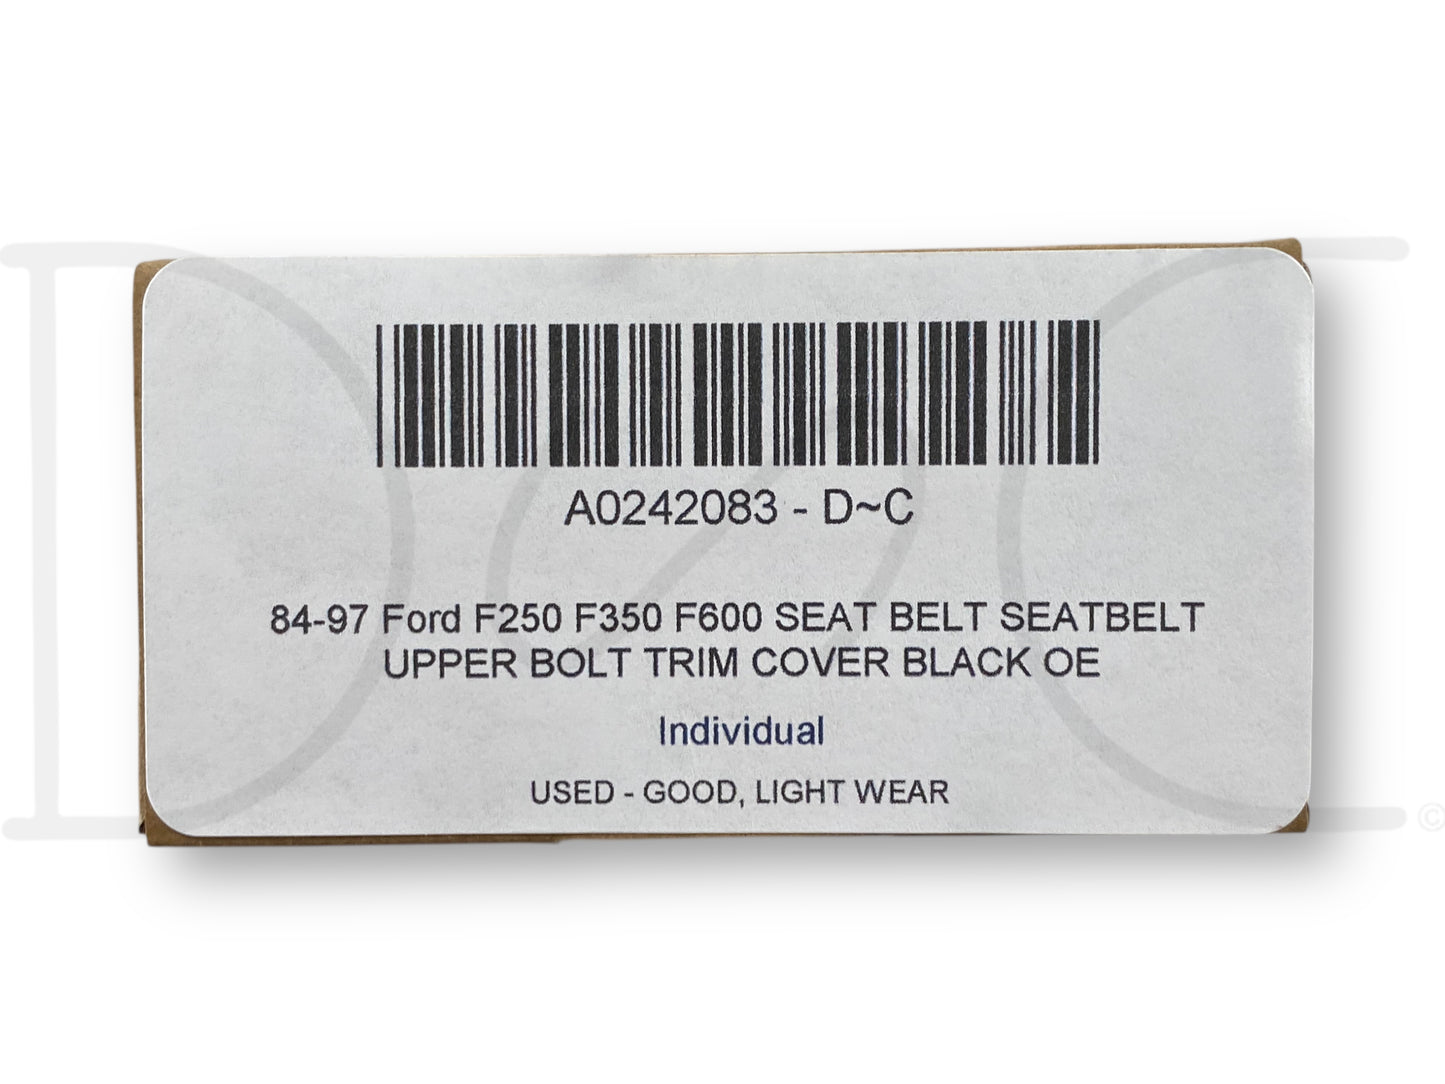 A0242083 - D~C
84-97 Ford F250 F350 F600 SEAT BELT SEATBELT
UPPER BOLT TRIM COVER BLACK OE
Individual
USED - GOOD, LIGHT WEAR
©